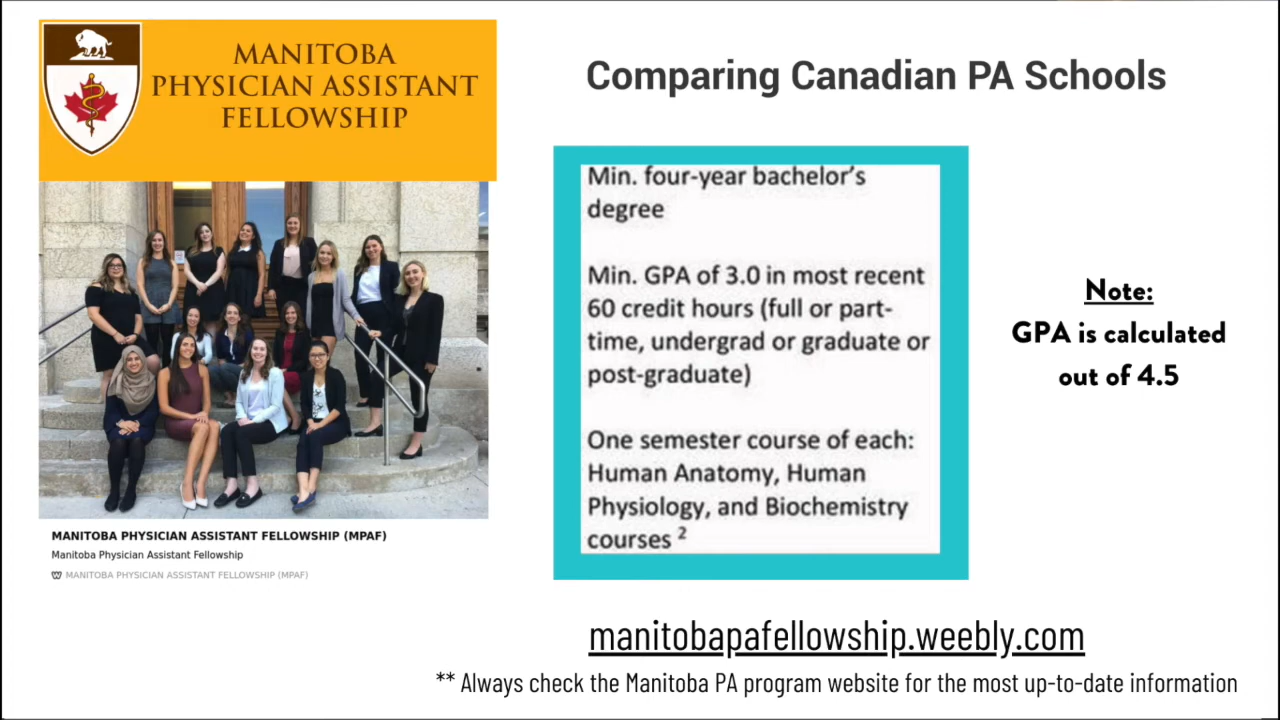 MANITOBA
PHYSICIAN ASSISTANT
FELLOWSHIP
Comparing Canadian PA Schools
Min. four-year bachelor's
degree
Min. GPA of 3.0 in most recent
60 credit hours (full or part-
time, undergrad or graduate or
post-graduate)
One semester course of each:
Human Anatomy, Human
Physiology, and Biochemistry
courses ²
Note:
GPA is calculated
out of 4.5
MANITOBA PHYSICIAN ASSISTANT FELLOWSHIP (MPAF)
Manitoba Physician Assistant Fellowship
MANITOBA PHYSICIAN ASSISTANT FELLOWSHIP (MPAF)
manitobapafellowship.weebly.com
** Always check the Manitoba PA program website for the most up-to-date information